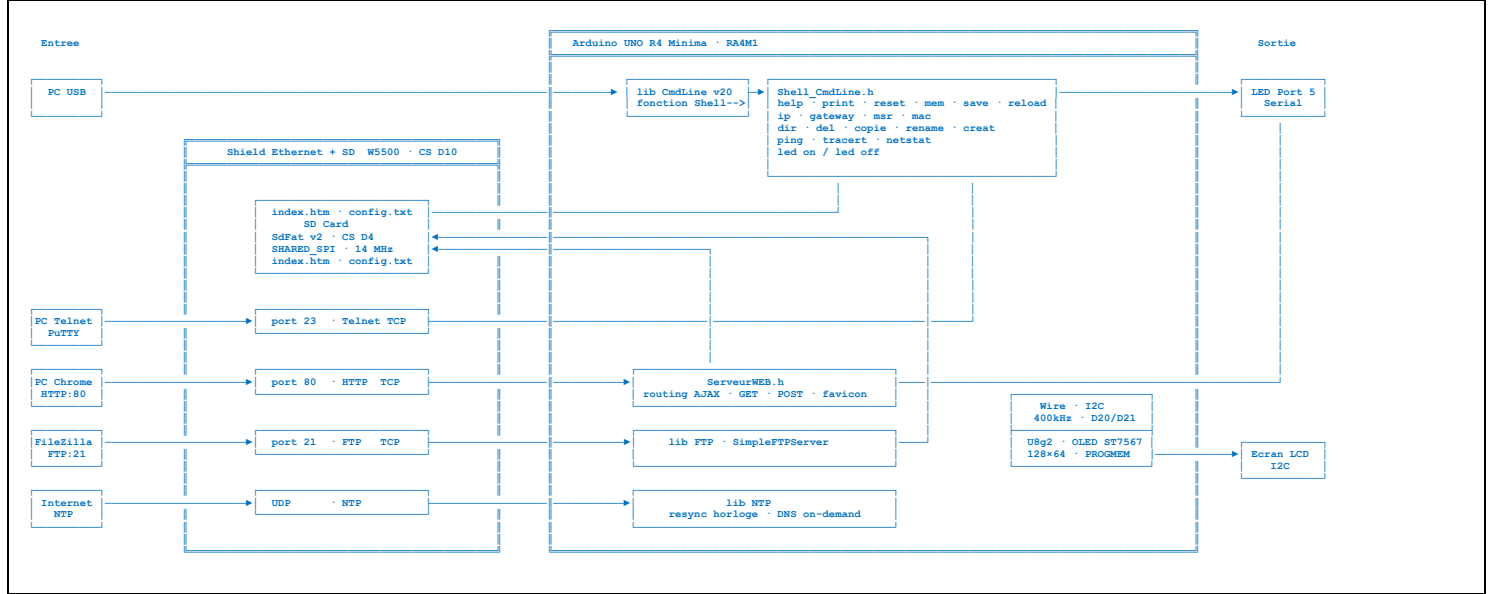 Entree
Arduino UNO R4 Minima · RA4M1
Sortie
PC USB
lib CmdLine v20
fonction Shell-->
Shell_CmdLine.h
help · print · reset · mem · save · reload
ip · gateway · msr · mac
dir · del · copie · rename · creat
ping · tracert · netstat
led on / led off
LED Port 5
Serial
Shield Ethernet + SD  W5500 · CS D10
index.htm · config.txt
SD Card
SdFat v2 · CS D4
SHARED_SPI · 14 MHz
index.htm · config.txt
PC Telnet
PuTTY
port 23  · Telnet TCP
PC Chrome
HTTP:80
port 80  · HTTP  TCP
ServeurWEB.h
routing AJAX · GET · POST · favicon
Wire · I2C
400kHz · D20/D21
U8g2 · OLED ST7567
128×64 · PROGMEM
FileZilla
FTP:21
port 21  · FTP   TCP
lib FTP · SimpleFTPServer
Ecran LCD
I2C
Internet
NTP
UDP      · NTP
lib NTP
resync horloge · DNS on-demand